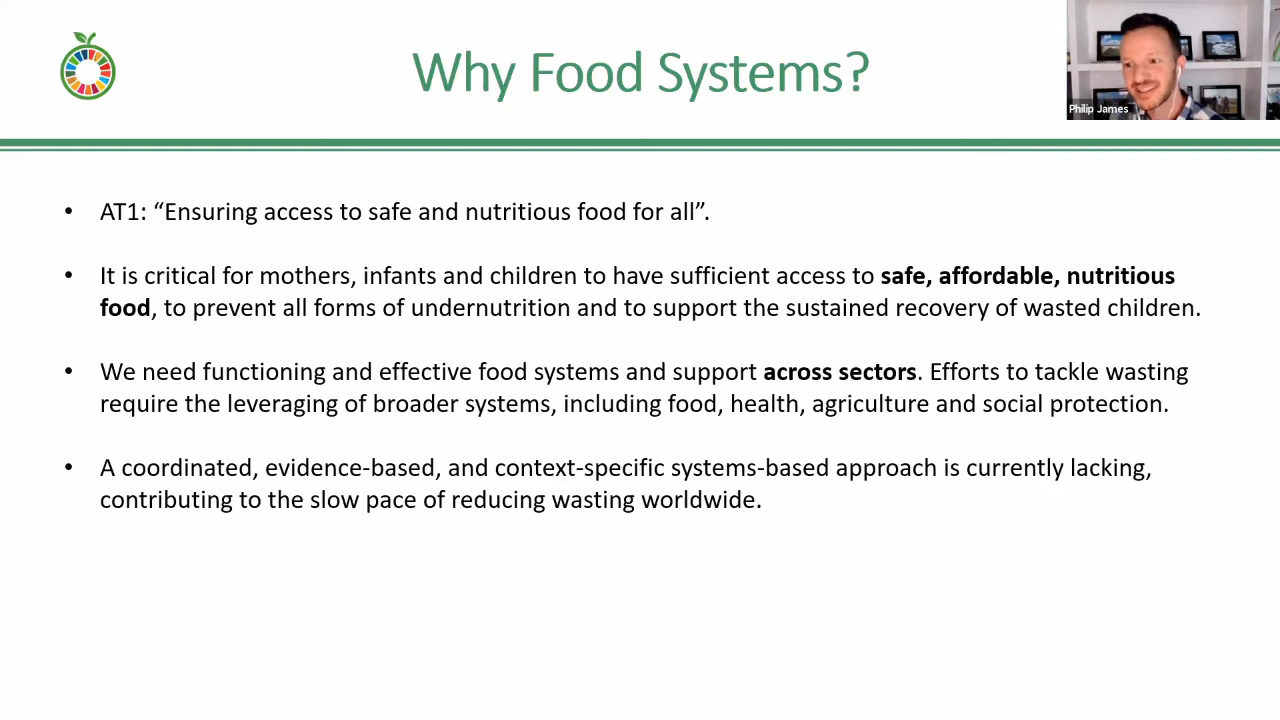 Why Food Systems?
Philip James
• AT1: “Ensuring access to safe and nutritious food for all”.
• It is critical for mothers, infants and children to have sufficient access to safe, affordable, nutritious
food, to prevent all forms of undernutrition and to support the sustained recovery of wasted children.
• We need functioning and effective food systems and support across sectors. Efforts to tackle wasting
require the leveraging of broader systems, including food, health, agriculture and social protection.
• A coordinated, evidence-based, and context-specific systems-based approach is currently lacking,
contributing to the slow pace of reducing wasting worldwide.